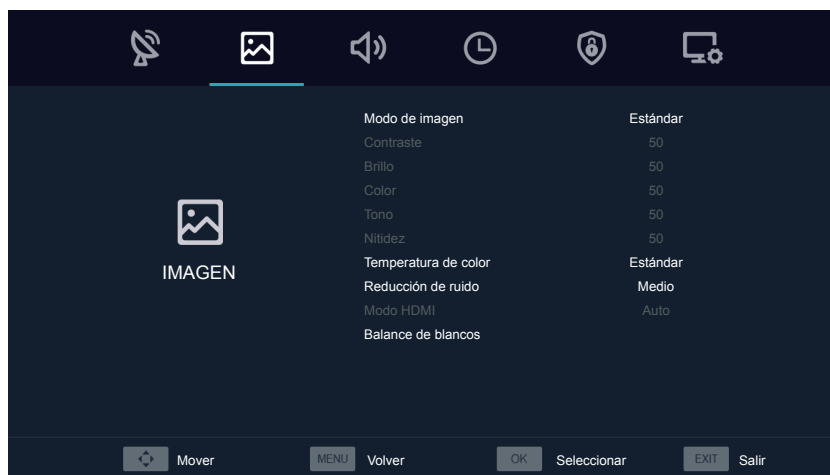 Modo de imagen Estándar
Contraste 50
Brillo 50
Color 50
Tono 50
Nitidez 50
IMAGEN
Temperatura de color Estándar
Reducción de ruido Medio
Modo HDMI Auto
Balance de blancos
Mover MENU Volver OK Seleccionar EXIT Salir